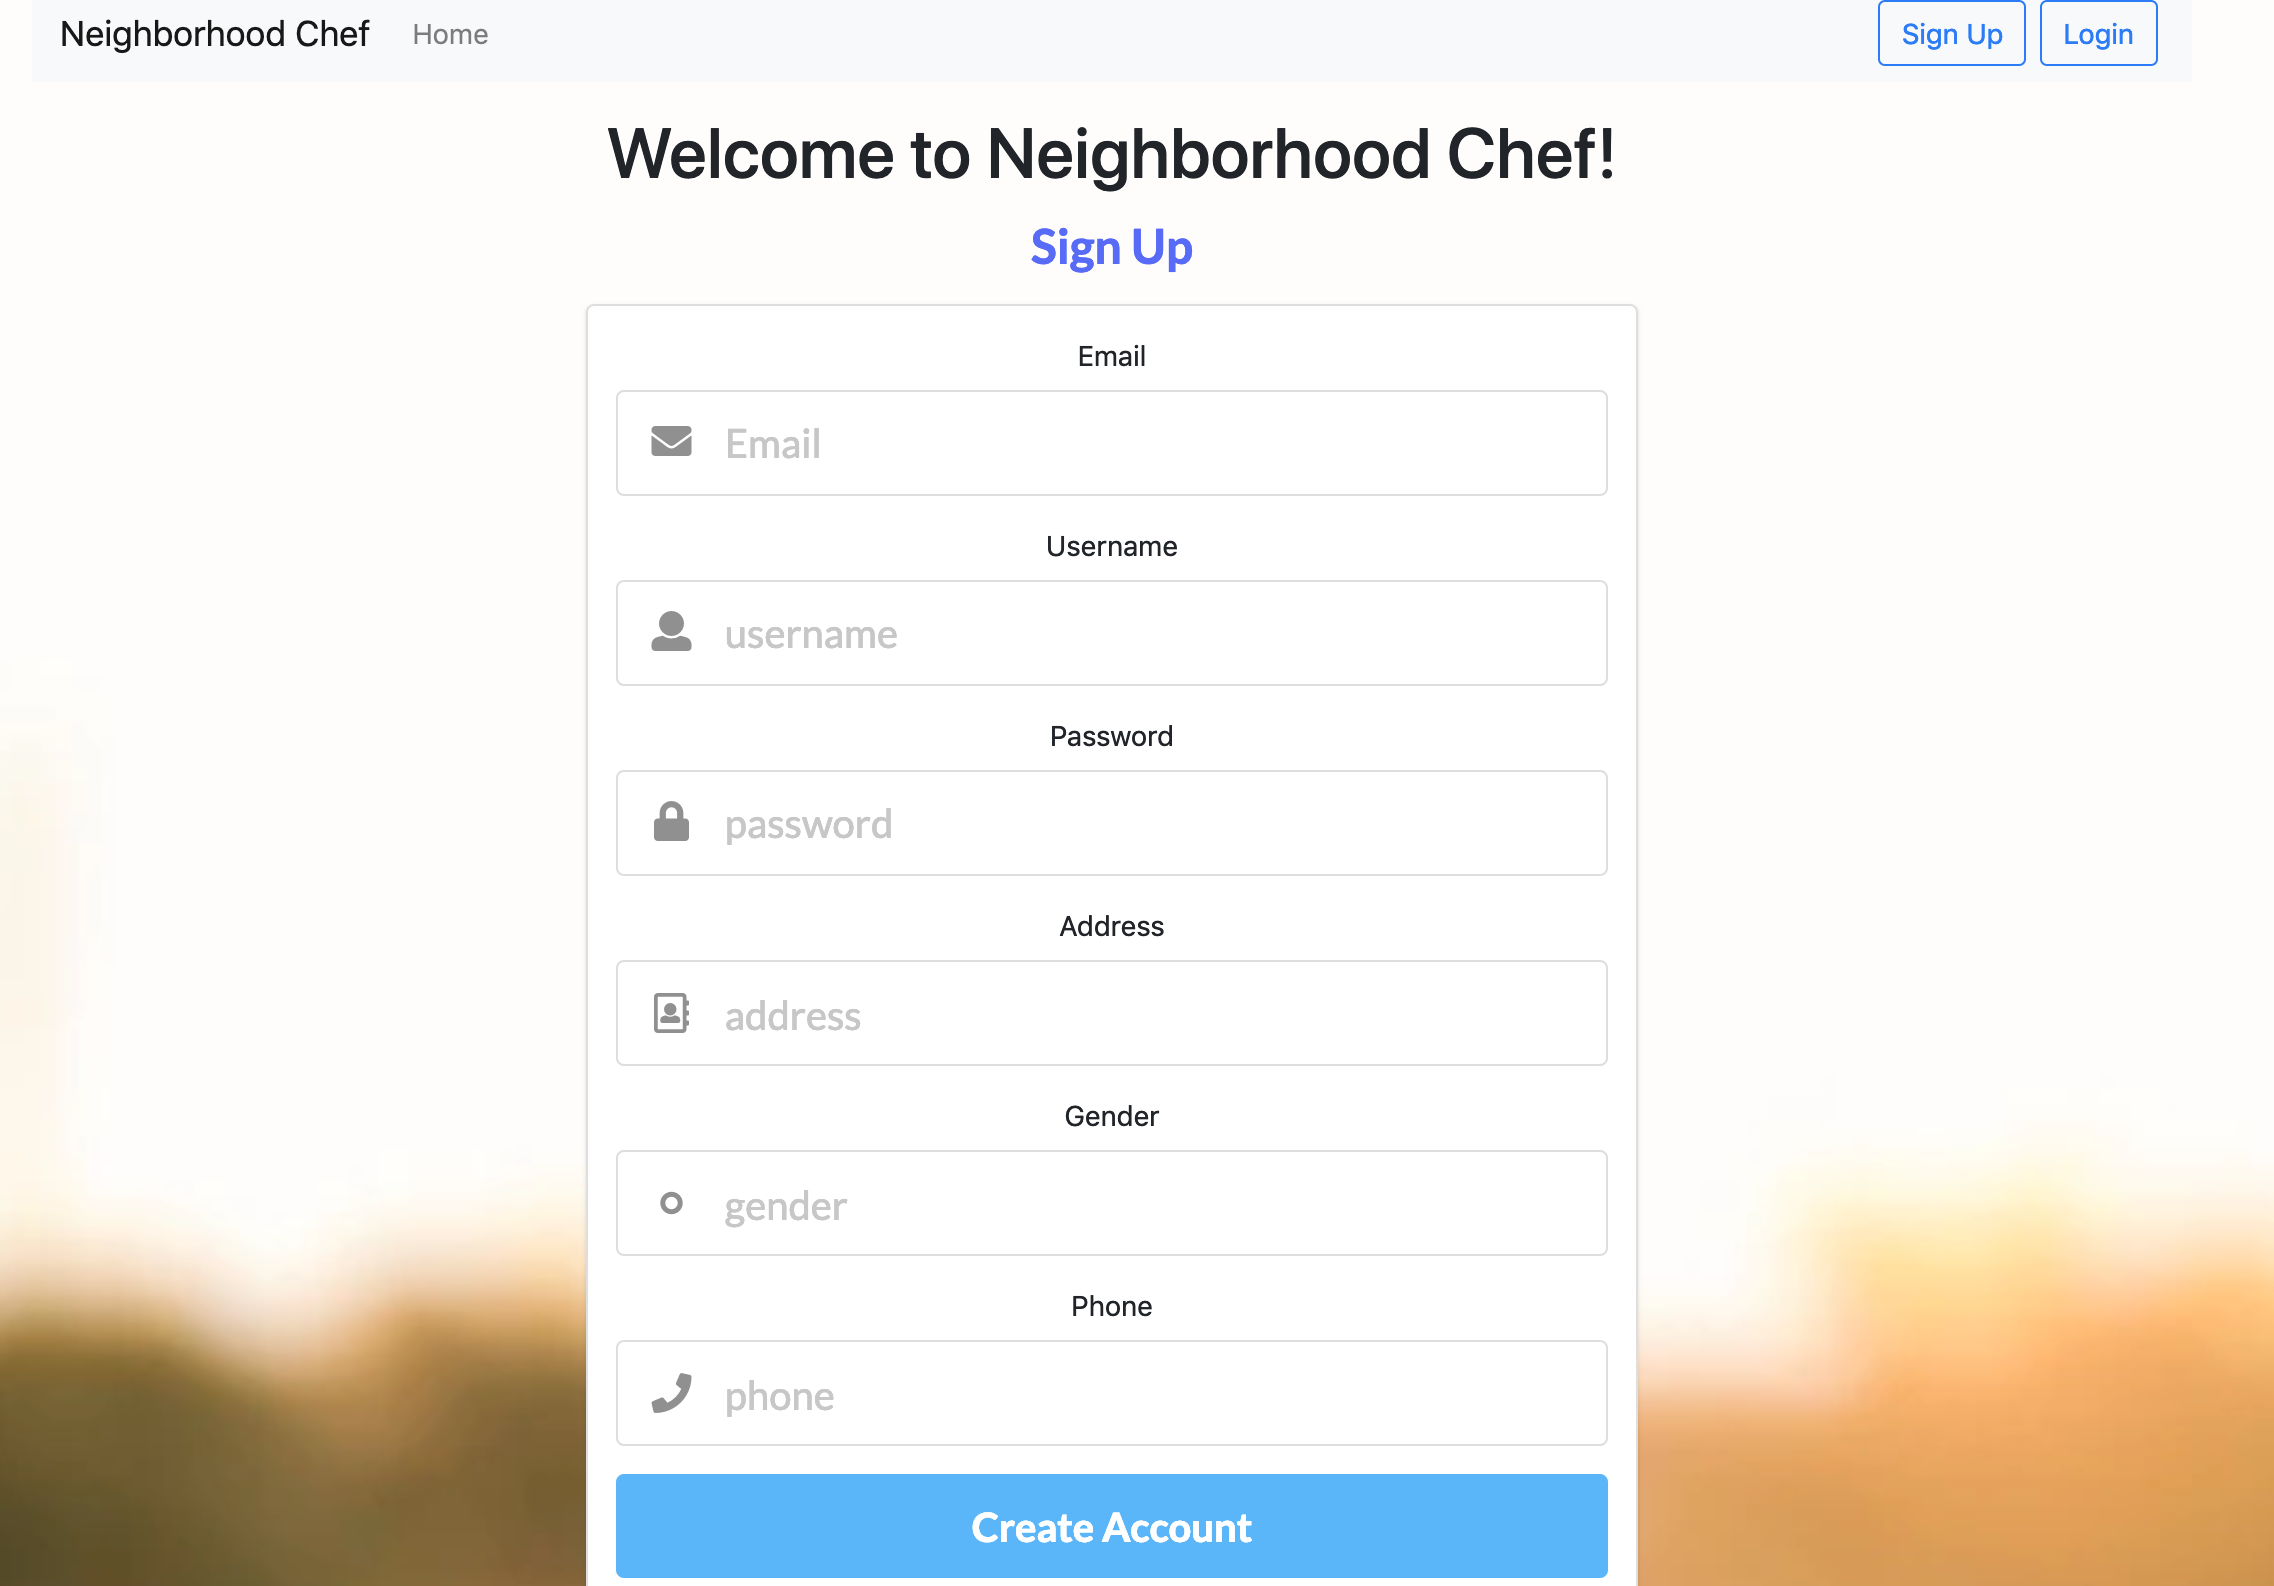 Neighborhood Chef Home Sign Up Login
Welcome to Neighborhood Chef!
Sign Up
Email
Email
Username
username
Password
password
Address
address
Gender
gender
Phone
phone
Create Account